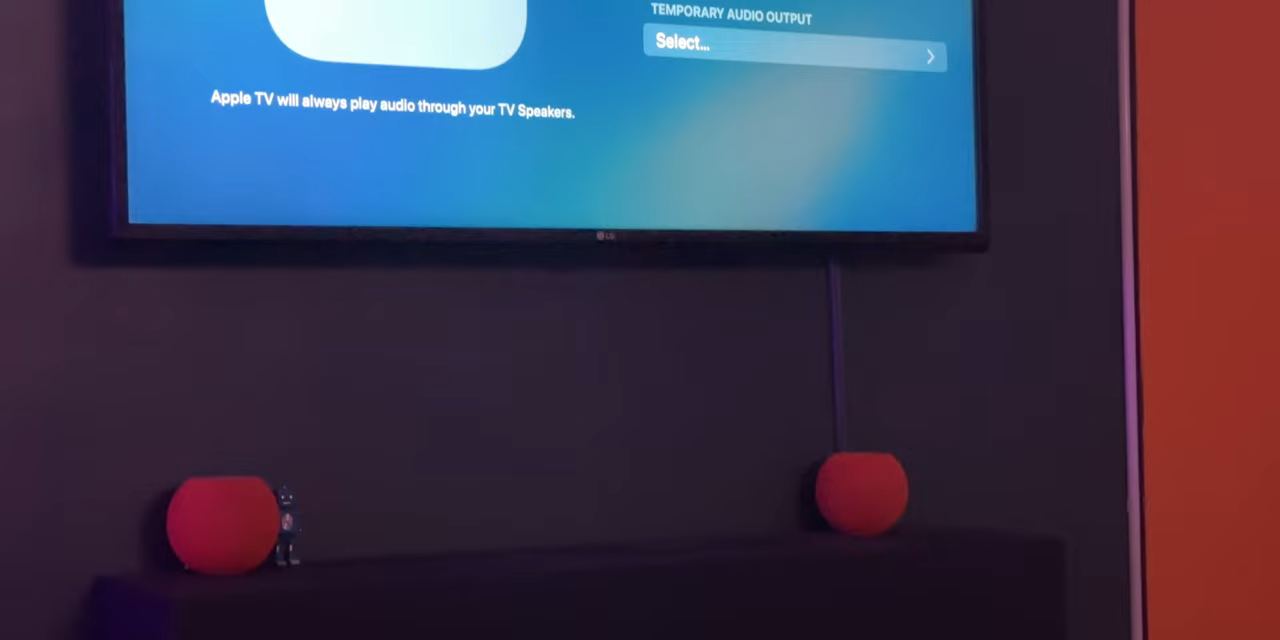 TEMPORARY AUDIO OUTPUT
Select...
Apple TV will always play audio through your TV Speakers.
LG